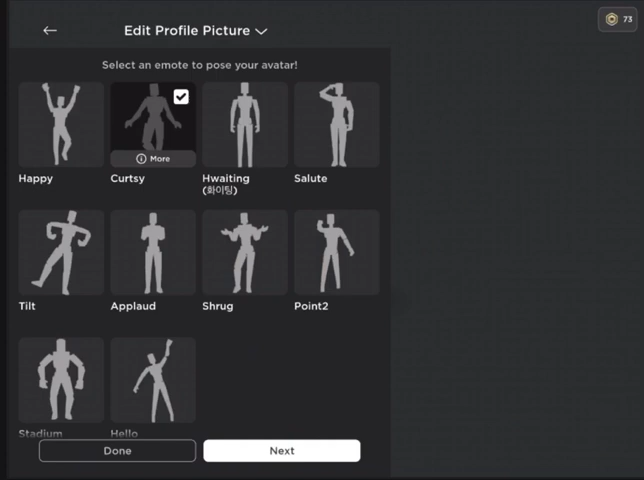 Edit Profile Picture
73
Select an emote to pose your avatar!
More
Happy
Curtsy
Hwaiting
(화이팅)
Salute
Tilt
Applaud
Shrug
Point2
Stadium
Hello
Done
Next